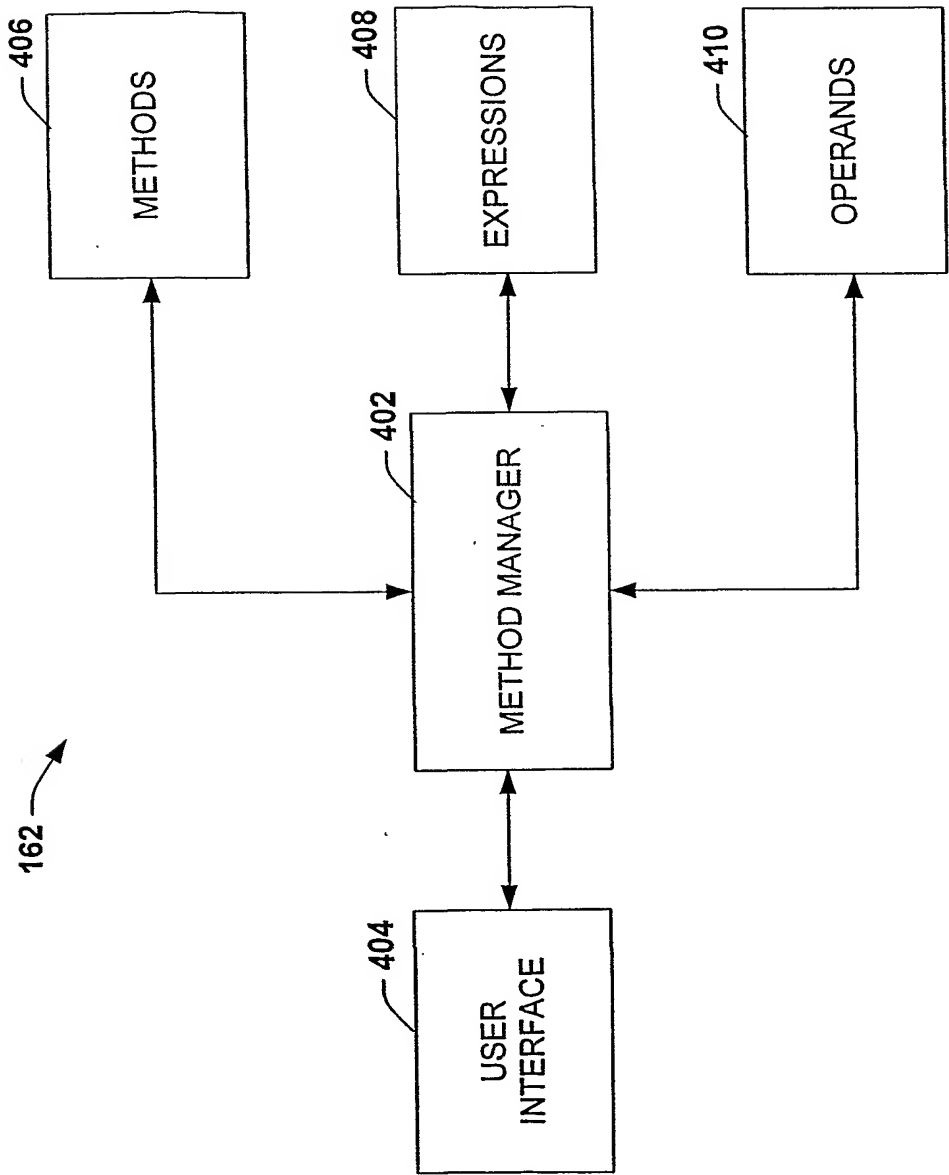 406
METHODS
408
EXPRESSIONS
410
OPERANDS
402
METHOD MANAGER
162
404
USER
INTERFACE